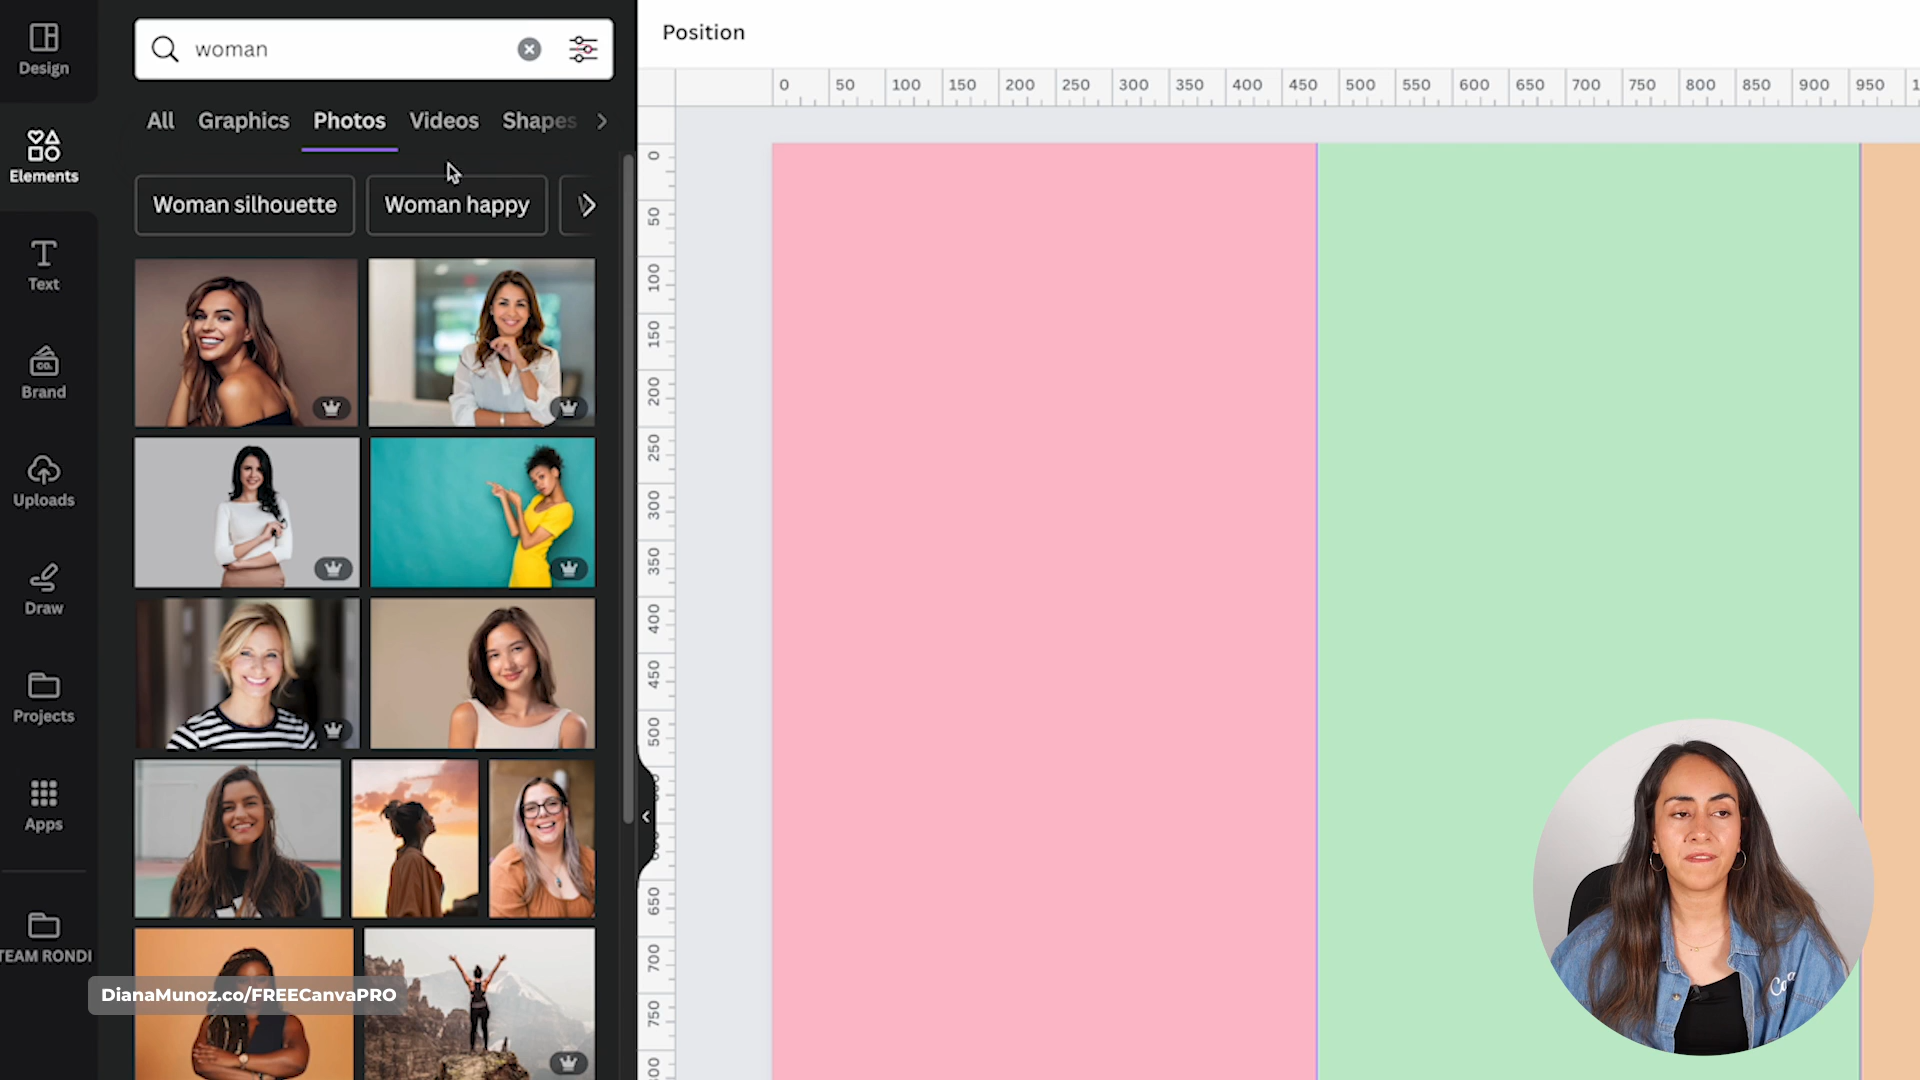 Design
Elements
Text
Brand
CO.
Uploads
Draw
Projects
Apps
TEAM RONDI
woman
All Graphics Photos Videos Shapes
Woman silhouette Woman happy
DianaMunoz.co/FREECanvaPRO
Position
0 50 100 150 200 250 300 350 400 450 500 550 600 650 700 750 800 850 900 950
0
50
100
150
200
250
300
350
400
450
500
650
700
750